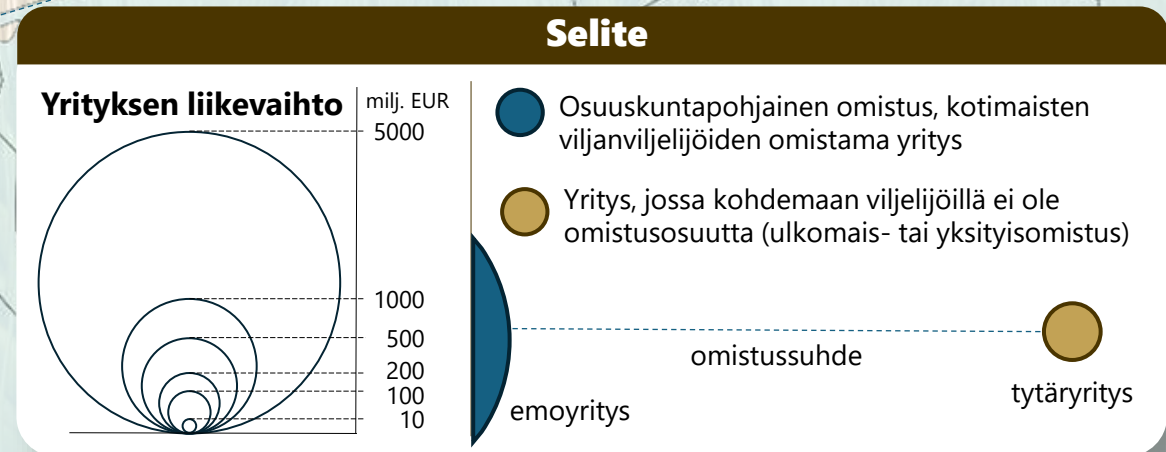 Selite
Yrityksen liikevaihto
milj. EUR
5000
1000
500
200
100
10
Osuuskuntapohjainen omistus, kotimaisten
viljanviljelijöiden omistama yritys
Yritys, jossa kohdemaan viljelijöillä ei ole
omistusosuutta (ulkomais- tai yksityisomistus)
omistussuhde
emoyritys
tytäryritys